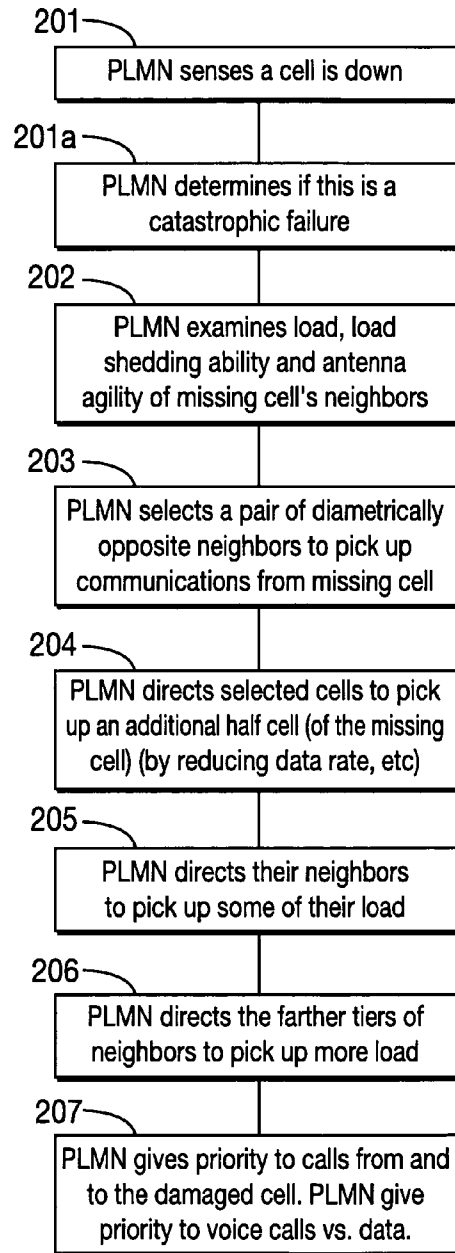 201
PLMN senses a cell is down
201a
PLMN determines if this is a
catastrophic failure
202
PLMN examines load, load
shedding ability and antenna
agility of missing cell's neighbors
203
PLMN selects a pair of diametrically
opposite neighbors to pick up
communications from missing cell
204
PLMN directs selected cells to pick
up an additional half cell (of the missing
cell) (by reducing data rate, etc)
205
PLMN directs their neighbors
to pick up some of their load
206
PLMN directs the farther tiers of
neighbors to pick up more load
207
PLMN gives priority to calls from and
to the damaged cell. PLMN give
priority to voice calls vs. data.